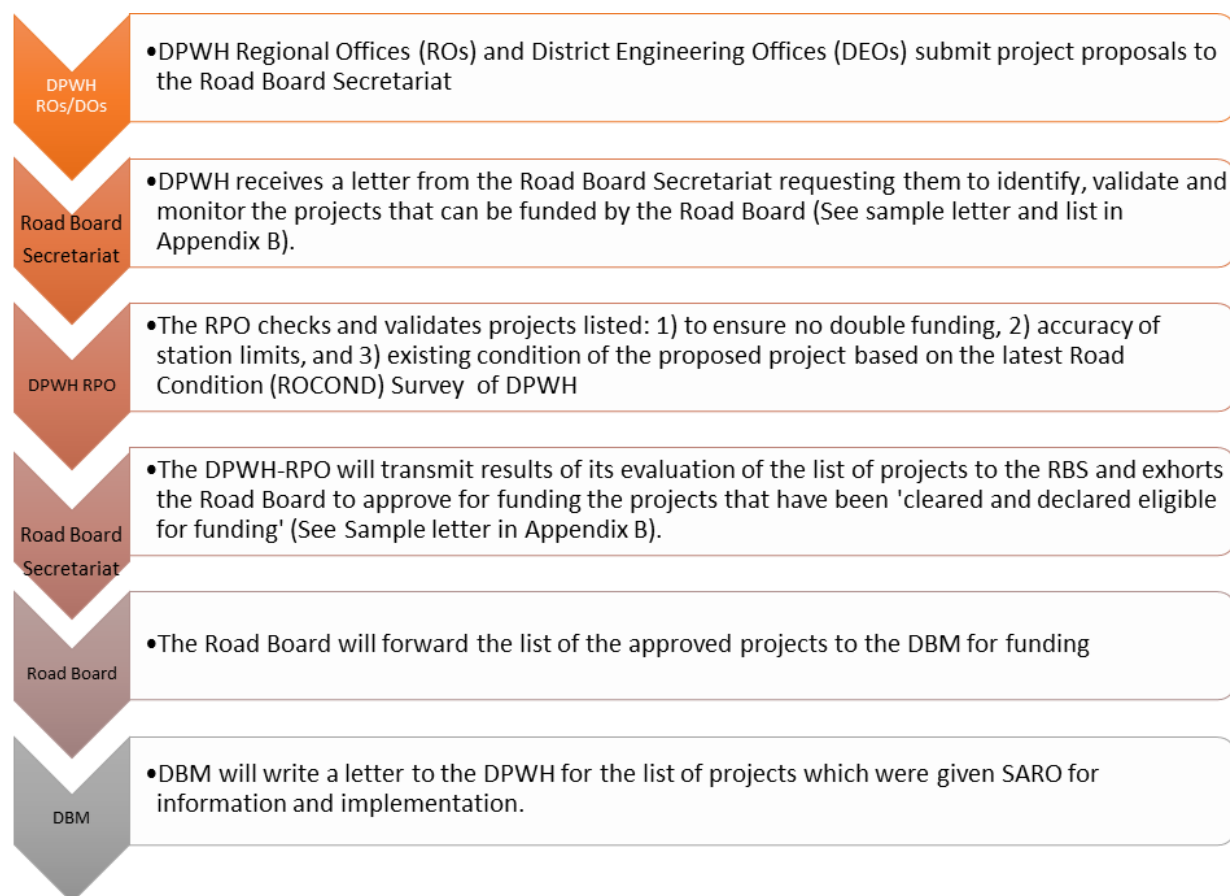 DPWH
ROs/DOs
•DPWH Regional Offices (ROs) and District Engineering Offices (DEOs) submit project proposals to
the Road Board Secretariat
Road Board
Secretariat
•DPWH receives a letter from the Road Board Secretariat requesting them to identify, validate and
monitor the projects that can be funded by the Road Board (See sample letter and list in
Appendix B).
DPWH RPO
•The RPO checks and validates projects listed: 1) to ensure no double funding, 2) accuracy of
station limits, and 3) existing condition of the proposed project based on the latest Road
Condition (ROCOND) Survey of DPWH
Road Board
Secretariat
•The DPWH-RPO will transmit results of its evaluation of the list of projects to the RBS and exhorts
the Road Board to approve for funding the projects that have been 'cleared and declared eligible
for funding' (See Sample letter in Appendix B).
Road Board
•The Road Board will forward the list of the approved projects to the DBM for funding
DBM
•DBM will write a letter to the DPWH for the list of projects which were given SARO for
information and implementation.